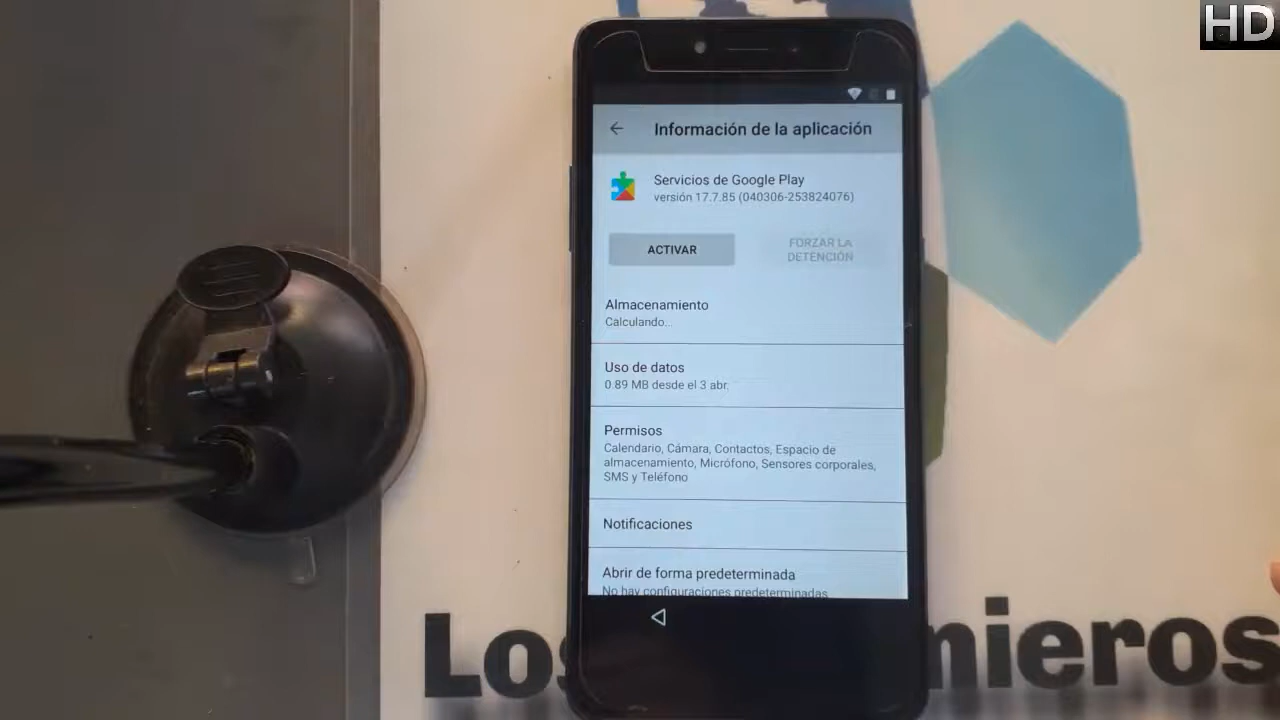 HD
Información de la aplicación
Servicios de Google Play
versión 17.7.85 (040306-253824076)
ACTIVAR
FORZAR LA
DETENCIÓN
Almacenamiento
Calculando...
Uso de datos
0.89 MB desde el 3 abr.
Permisos
Calendario, Cámara, Contactos, Espacio de
almacenamiento, Micrófono, Sensores corporales,
SMS y Teléfono
Notificaciones
Abrir de forma predeterminada
No hay configuraciones predeterminadas
Los nieros